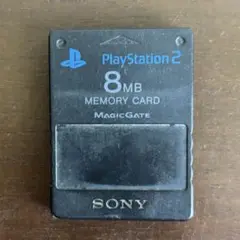 PlayStation 2
8MB
MEMORY CARD
MAGICGATE
SONY